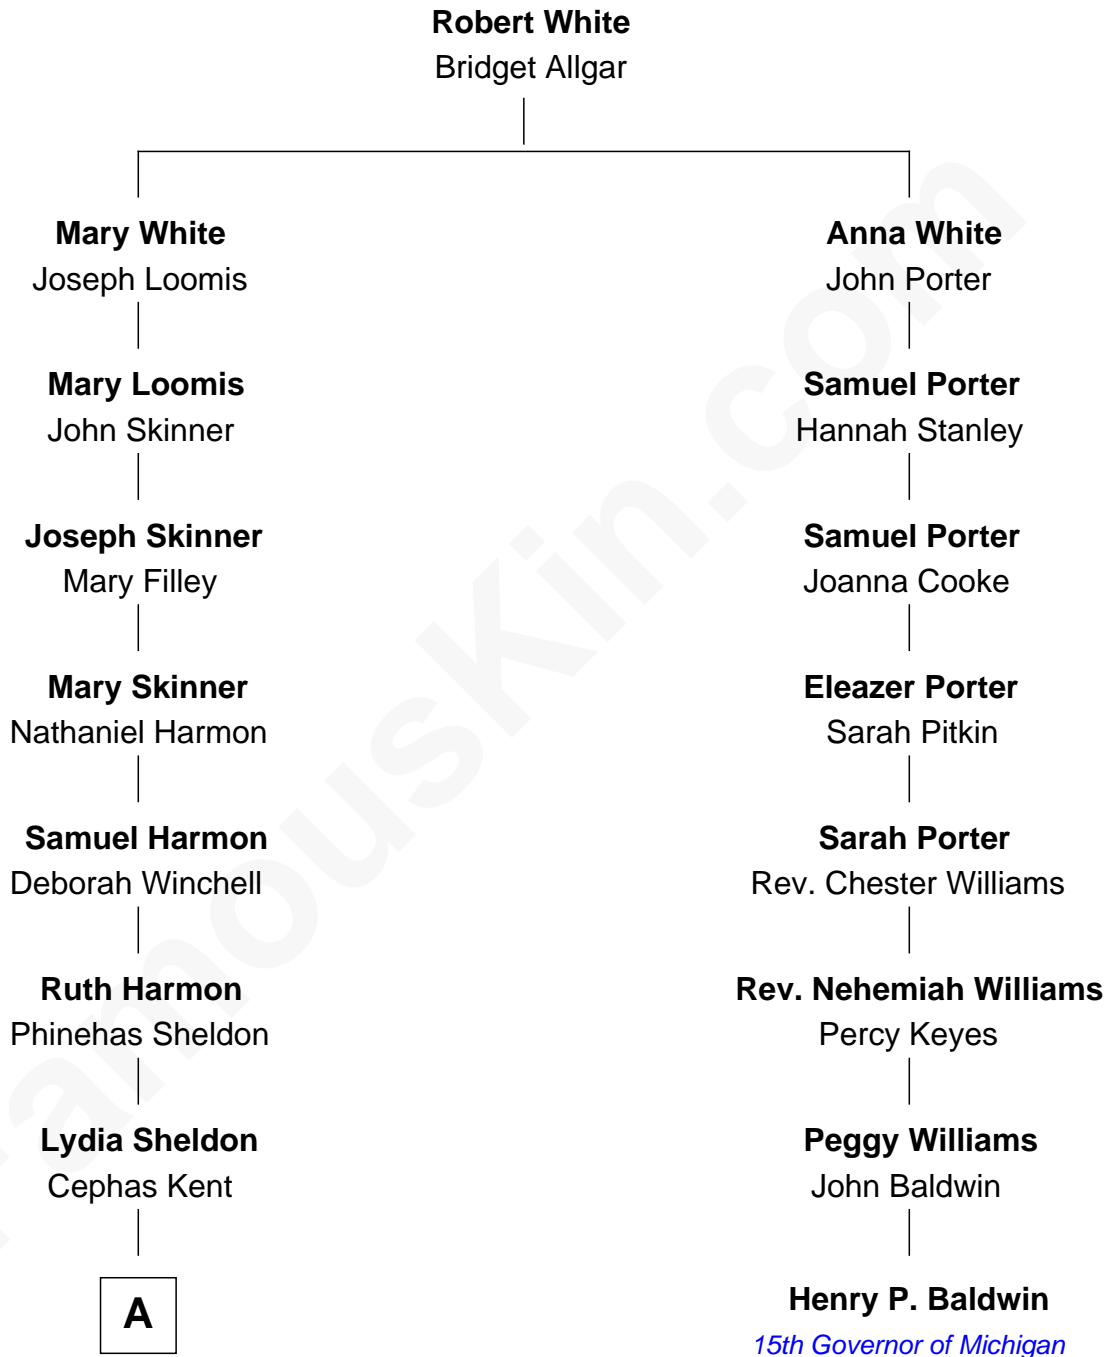 Robert White
Bridget Allgar
Mary White
Joseph Loomis
Anna White
John Porter
Mary Loomis
John Skinner
Samuel Porter
Hannah Stanley
Joseph Skinner
Mary Filley
Samuel Porter
Joanna Cooke
Mary Skinner
Nathaniel Harmon
Eleazer Porter
Sarah Pitkin
Samuel Harmon
Deborah Winchell
Sarah Porter
Rev. Chester Williams
Ruth Harmon
Phinehas Sheldon
Rev. Nehemiah Williams
Percy Keyes
Lydia Sheldon
Cephas Kent
Peggy Williams
John Baldwin
A
Henry P. Baldwin
15th Governor of Michigan
FamousKin.com